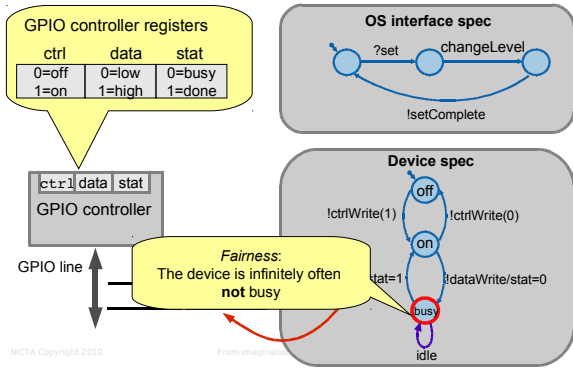 GPIO controller registers
ctrl data stat
0=off 0=low 0=busy
1=on 1=high 1=done
OS interface spec
?set
changeLevel
!setComplete
ctrl data stat
GPIO controller
GPIO line
Device spec
off
!ctrlWrite(1)
!ctrlWrite(0)
on
stat=1
!dataWrite/stat=0
busy
idle
Fairness:
The device is infinitely often
not busy
NICTA Copyright 2010
From imagination